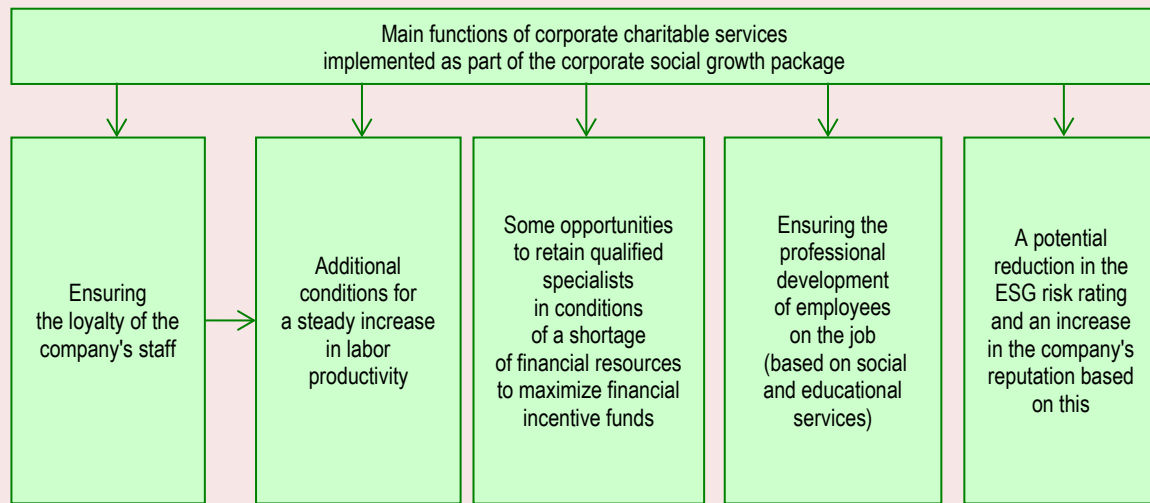 Main functions of corporate charitable services
implemented as part of the corporate social growth package
Ensuring
the loyalty of the
company's staff
Additional
conditions for
a steady increase
in labor
productivity
Some opportunities
to retain qualified
specialists
in conditions
of a shortage
of financial resources
to maximize financial
incentive funds
Ensuring the
professional
development
of employees
on the job
(based on social
and educational
services)
A potential
reduction in the
ESG risk rating
and an increase
in the company's
reputation based
on this